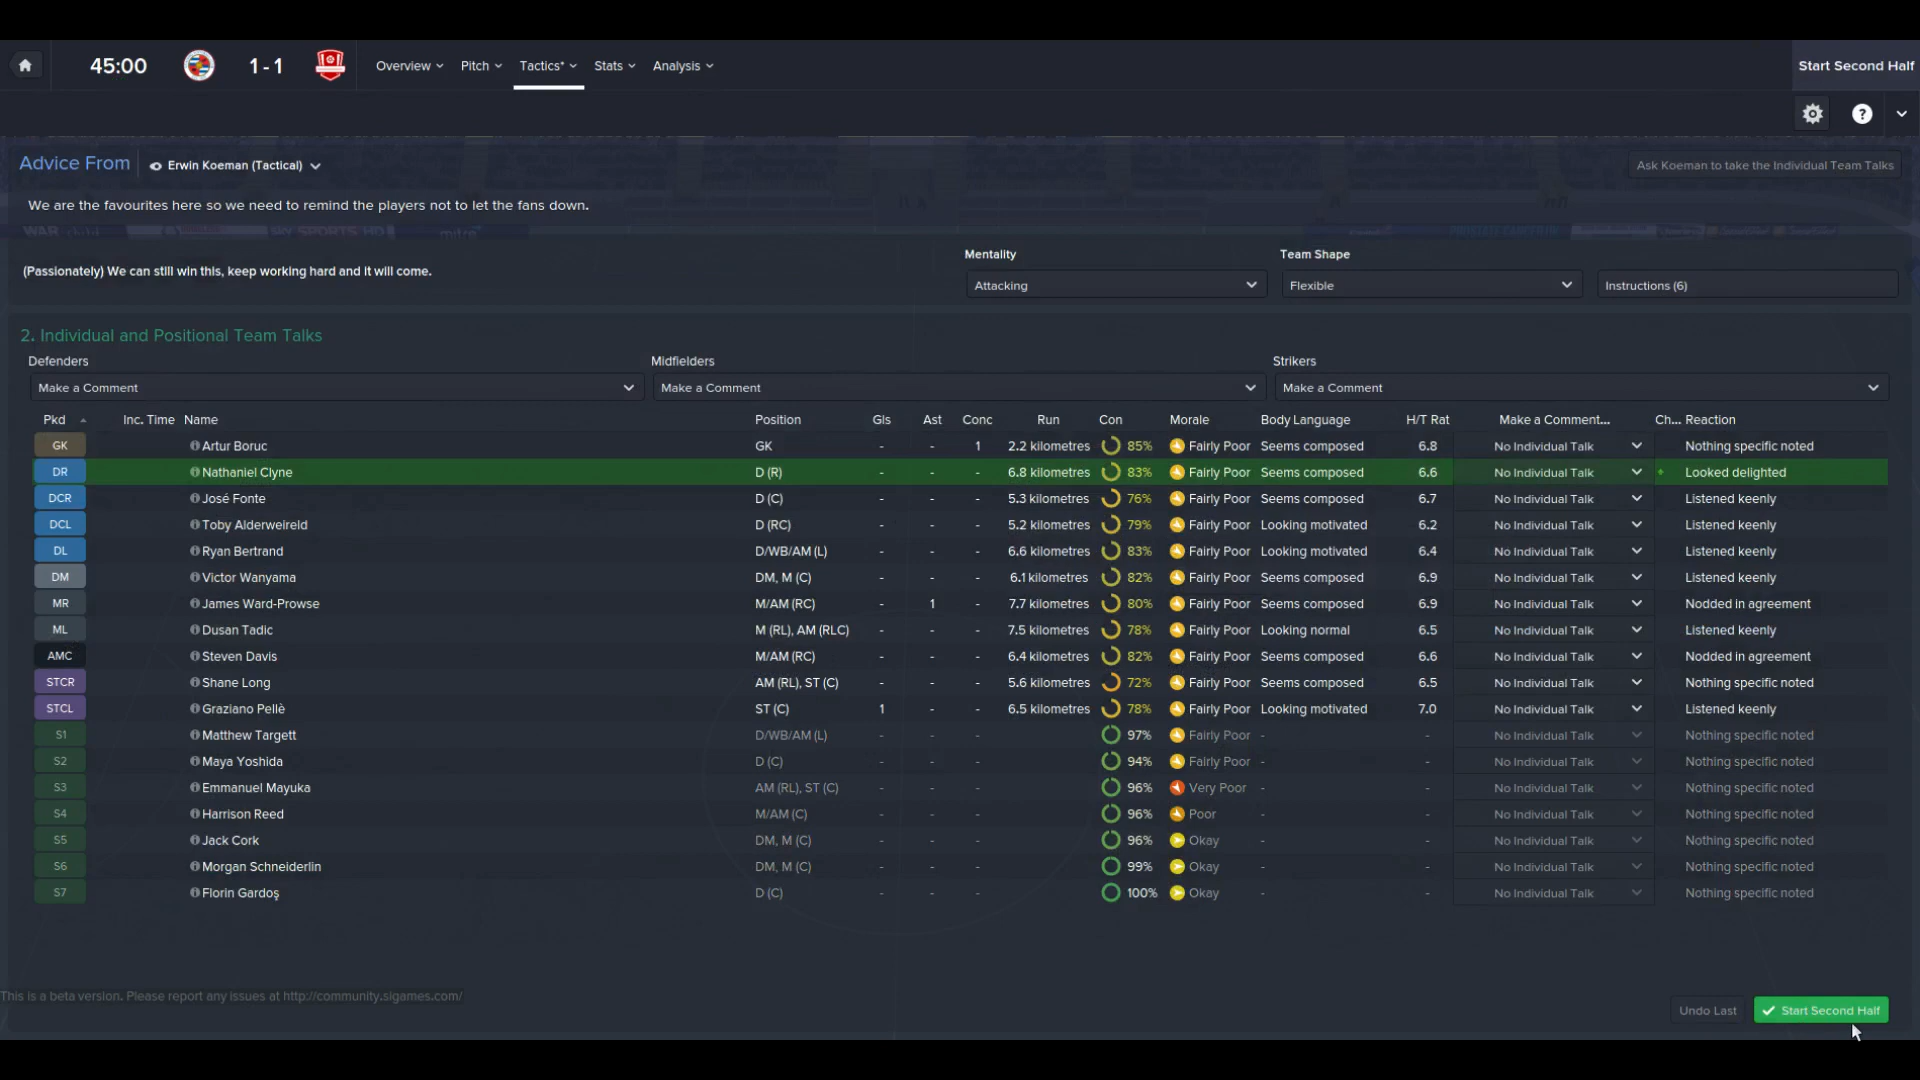 45:00 1 - 1 Overview Pitch Tactics* Stats Analysis Start Second Half
?
Advice From Erwin Koeman (Tactical) Ask Koeman to take the Individual Team Talks
We are the favourites here so we need to remind the players not to let the fans down.
SKY SPORTS HD mitre
Mentality Team Shape
(Passionately) We can still win this, keep working hard and it will come. Attacking Flexible Instructions (6)
2. Individual and Positional Team Talks
Defenders Midfielders Strikers
Make a Comment Make a Comment Make a Comment
Pkd Inc. Time Name Position Gls Ast Conc Run Con Morale Body Language H/T Rat Make a Comment... Ch... Reaction
GK Artur Boruc GK - - 1 2.2 kilometres 85% Fairly Poor Seems composed 6.8 No Individual Talk Nothing specific noted
DR Nathaniel Clyne D (R) - - - 6.8 kilometres 83% Fairly Poor Seems composed 6.6 No Individual Talk Looked delighted
DCR José Fonte D (C) - - - 5.3 kilometres 76% Fairly Poor Seems composed 6.7 No Individual Talk Listened keenly
DCL Toby Alderweireld D (RC) - - - 5.2 kilometres 79% Fairly Poor Looking motivated 6.2 No Individual Talk Listened keenly
DL Ryan Bertrand D/WB/AM (L) - - - 6.6 kilometres 83% Fairly Poor Looking motivated 6.4 No Individual Talk Listened keenly
DM Victor Wanyama DM, M (C) - - - 6.1 kilometres 82% Fairly Poor Seems composed 6.9 No Individual Talk Listened keenly
MR James Ward-Prowse M/AM (RC) - 1 - 7.7 kilometres 80% Fairly Poor Seems composed 6.9 No Individual Talk Nodded in agreement
ML Dusan Tadic M (RL), AM (RLC) - - - 7.5 kilometres 78% Fairly Poor Looking normal 6.5 No Individual Talk Listened keenly
AMC Steven Davis M/AM (RC) - - - 6.4 kilometres 82% Fairly Poor Seems composed 6.6 No Individual Talk Nodded in agreement
STCR Shane Long AM (RL), ST (C) - - - 5.6 kilometres 72% Fairly Poor Seems composed 6.5 No Individual Talk Nothing specific noted
STCL Graziano Pellè ST (C) 1 - - 6.5 kilometres 78% Fairly Poor Looking motivated 7.0 No Individual Talk Listened keenly
S1 Matthew Targett D/WB/AM (L) - - - 97% Fairly Poor - - No Individual Talk Nothing specific noted
S2 Maya Yoshida D (C) - - - 94% Fairly Poor - - No Individual Talk Nothing specific noted
S3 Emmanuel Mayuka AM (RL), ST (C) - - - 96% Very Poor - - No Individual Talk Nothing specific noted
S4 Harrison Reed M/AM (C) - - - 96% Poor - - No Individual Talk Nothing specific noted
S5 Jack Cork DM, M (C) - - - 96% Okay - - No Individual Talk Nothing specific noted
S6 Morgan Schneiderlin DM, M (C) - - - 99% Okay - - No Individual Talk Nothing specific noted
S7 Florin Gardoş D (C) - - - 100% Okay - - No Individual Talk Nothing specific noted
This is a beta version. Please report any issues at http://community.sigames.com/
Undo Last Start Second Half